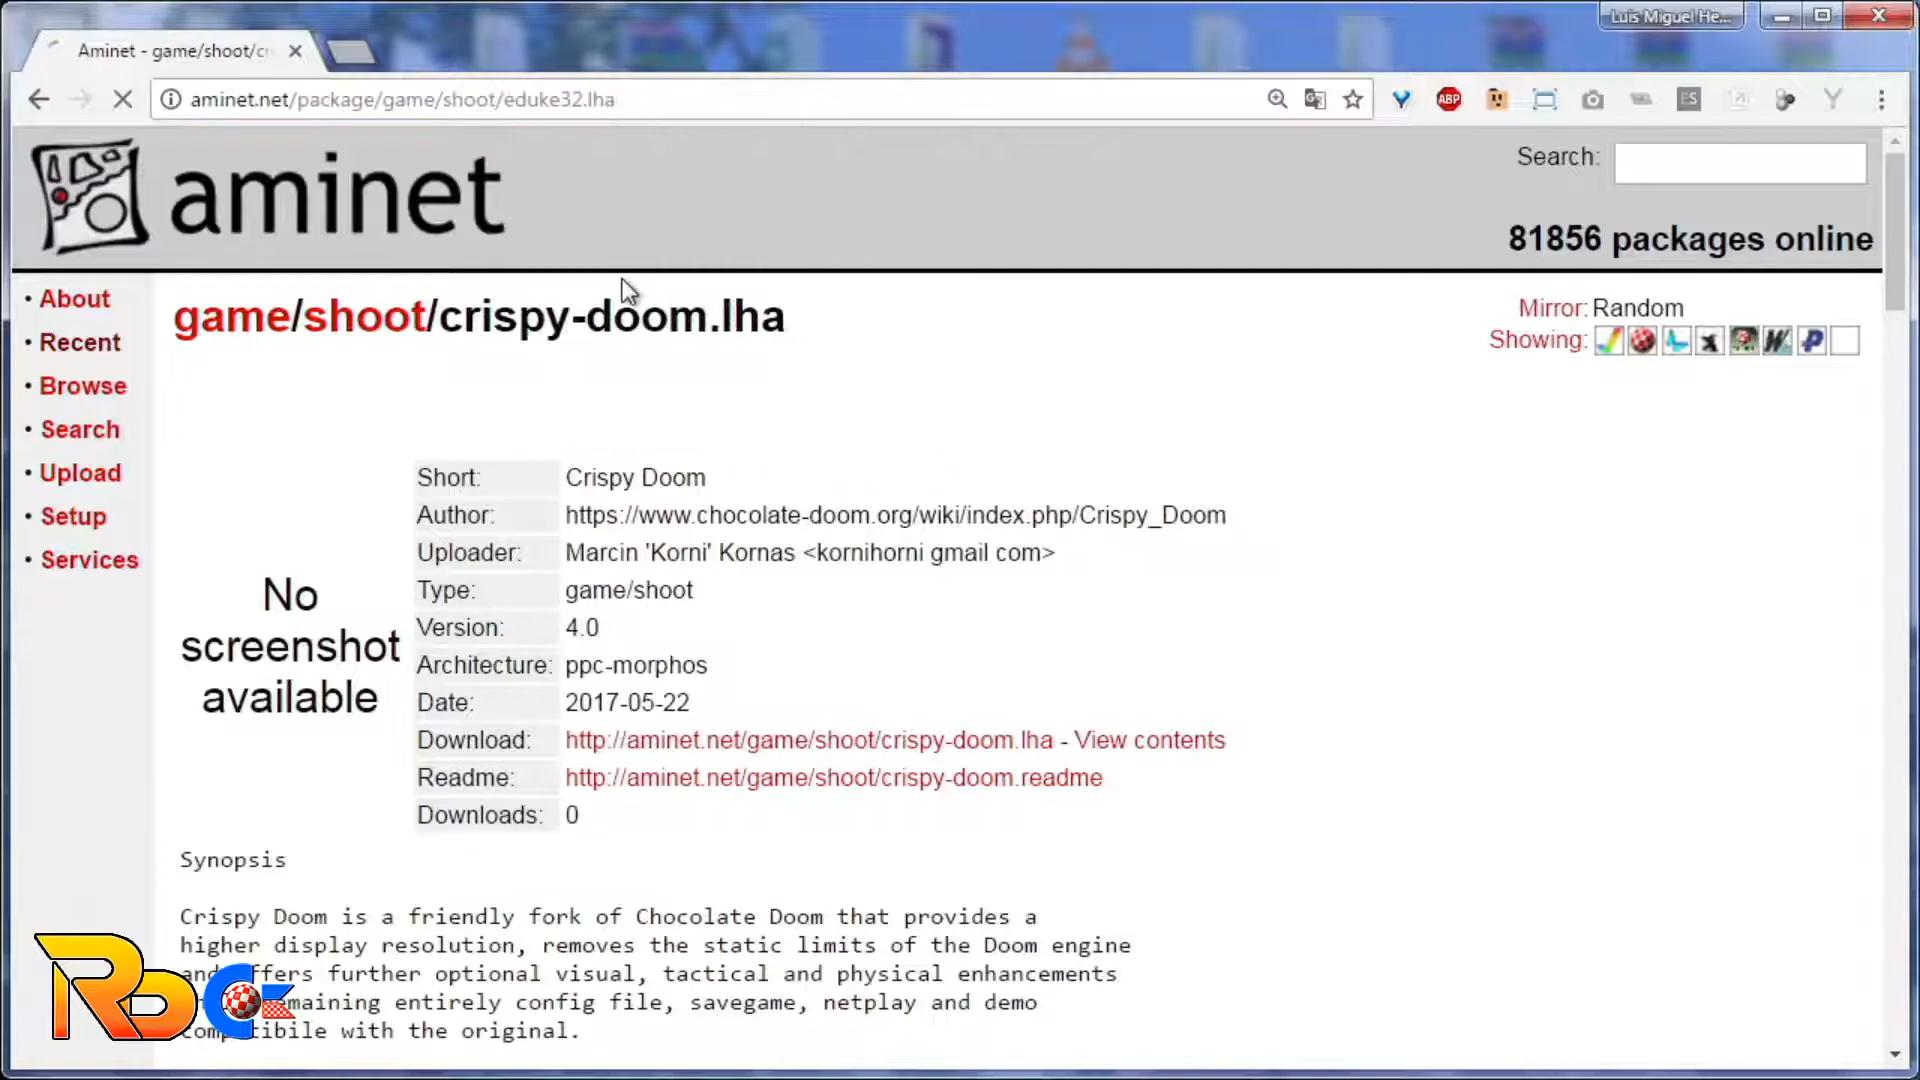 Luis Miguel He...
Aminet - game/shoot/cr
aminet.net/package/game/shoot/eduke32.lha
ABP
ES
Y
aminet
Search:
81856 packages online
• About
• Recent
• Browse
• Search
• Upload
• Setup
• Services
game/shoot/crispy-doom.lha
Mirror: Random
Showing:
No
screenshot
available
Short: Crispy Doom
Author: https://www.chocolate-doom.org/wiki/index.php/Crispy_Doom
Uploader: Marcin 'Korni' Kornas <kornihorni gmail com>
Type: game/shoot
Version: 4.0
Architecture: ppc-morphos
Date: 2017-05-22
Download: http://aminet.net/game/shoot/crispy-doom.lha - View contents
Readme: http://aminet.net/game/shoot/crispy-doom.readme
Downloads: 0
Synopsis
Crispy Doom is a friendly fork of Chocolate Doom that provides a
higher display resolution, removes the static limits of the Doom engine
and offers further optional visual, tactical and physical enhancements
remaining entirely config file, savegame, netplay and demo
compatibile with the original.